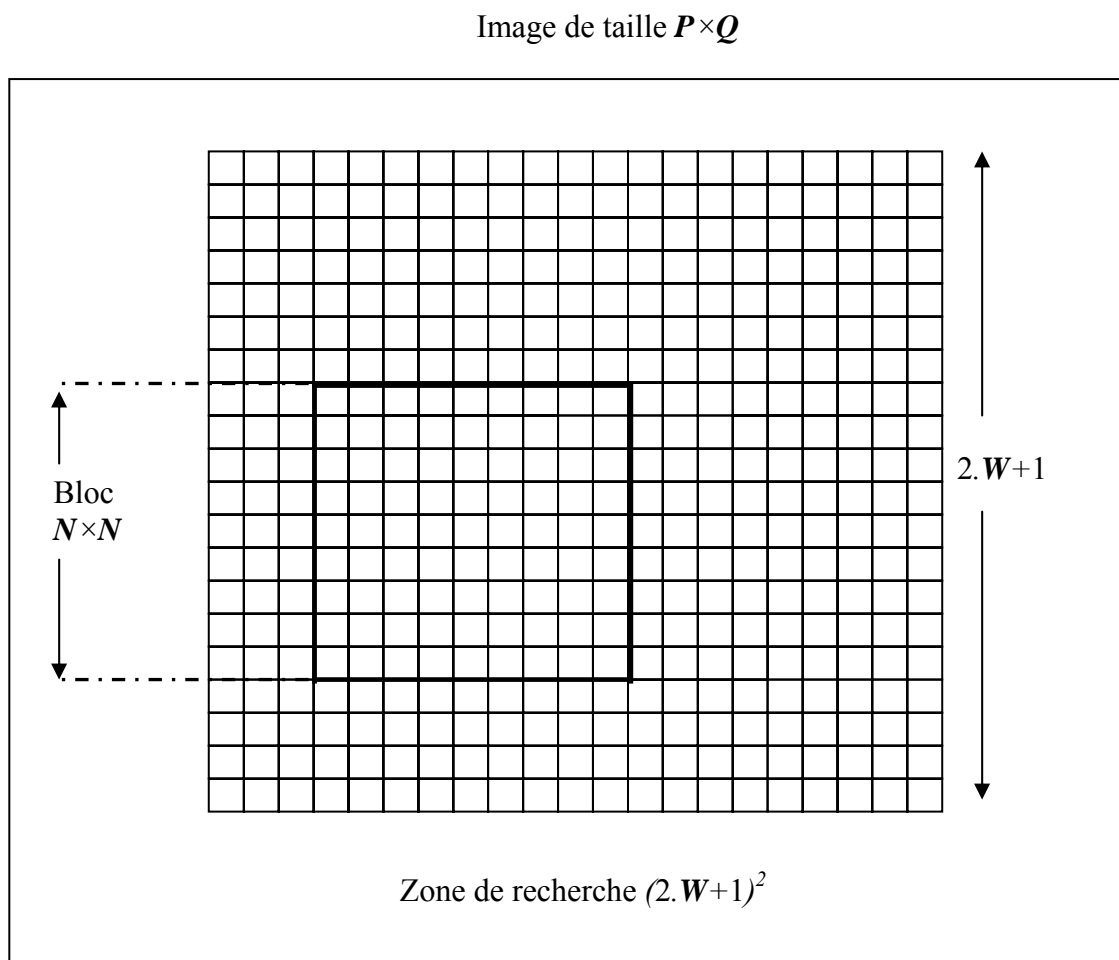 Image de taille P×Q
2.W+1
Bloc
N×N
Zone de recherche (2.W+1)²